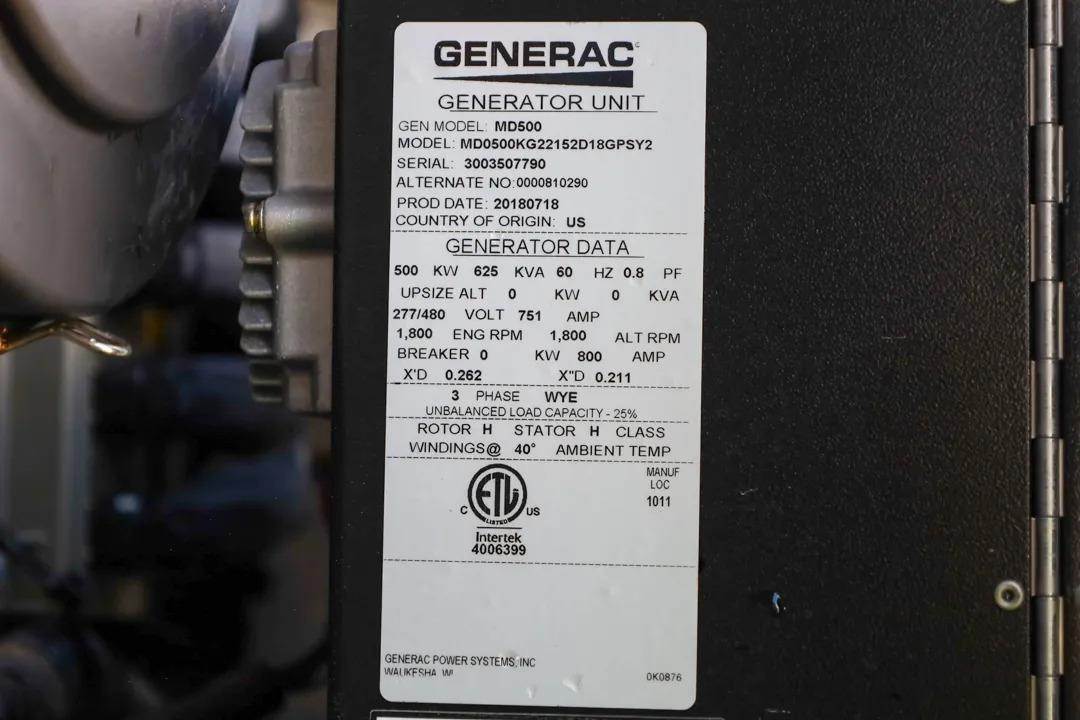 GENERAC
GENERATOR UNIT
GEN MODEL: MD500
MODEL: MD0500KG22152D18GPSY2
SERIAL: 3003507790
ALTERNATE NO:0000810290
PROD DATE: 20180718
COUNTRY OF ORIGIN: US
GENERATOR DATA
500 KW 625 KVA 60 HZ 0.8 PF
UPSIZE ALT 0 KW 0 KVA
277/480 VOLT 751 AMP
1,800 ENG RPM 1,800 ALT RPM
BREAKER 0 KW 800 AMP
X'D 0.262 X"D 0.211
3 PHASE WYE
UNBALANCED LOAD CAPACITY - 25%
ROTOR H STATOR H CLASS
WINDINGS@ 40° AMBIENT TEMP
MANUF
LOC
1011
ETL
C US
LISTED
Intertek
4006399
GENERAC POWER SYSTEMS, INC
WAUKESHA, WI
0K0876